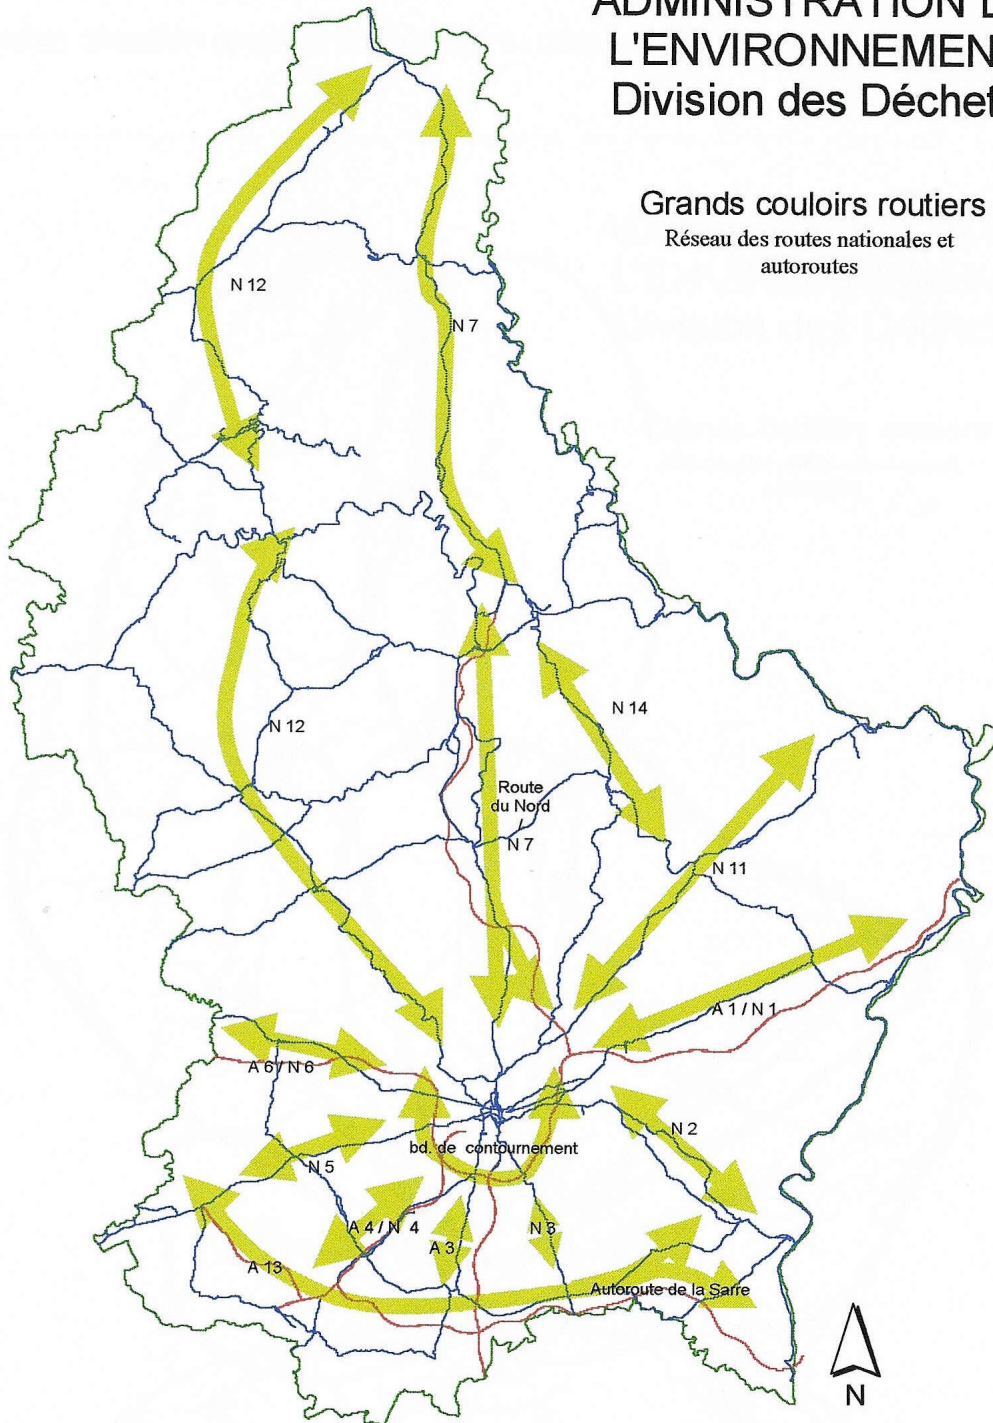 ADMINISTRATION
L'ENVIRONNEMEN
Division des Déchet
Grands couloirs routiers
Réseau des routes nationales et
autoroutes
N 12
N 7
N 14
N 12
Route
du Nord
/
N 7
N 11
A 1 / N 1
A 6 / N 6
N 2
bd. de contournement
N 5
A 4 / N 4
N 3
A 3
A 13
Autoroute de la Sarre
N